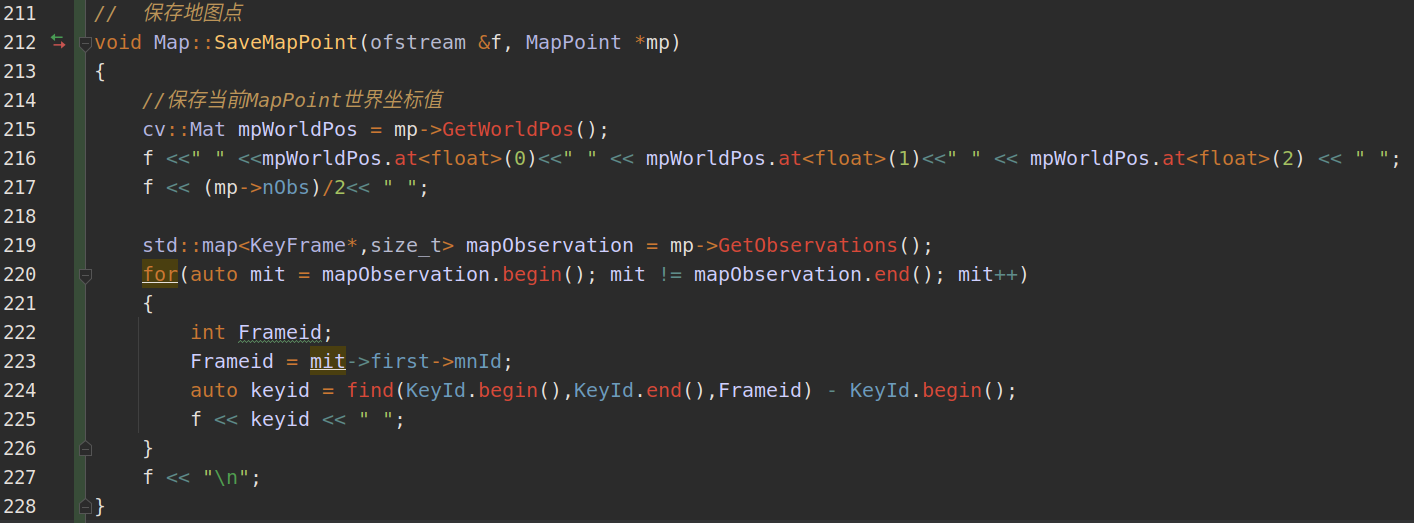 211 //  保存地图点
212 void Map::SaveMapPoint(ofstream &f, MapPoint *mp)
213 {
214     //保存当前MapPoint世界坐标值
215     cv::Mat mpWorldPos = mp->GetWorldPos();
216     f <<" " <<mpWorldPos.at<float>(0)<<" " << mpWorldPos.at<float>(1)<<" " << mpWorldPos.at<float>(2) << " ";
217     f << (mp->nObs)/2<< " ";
218
219     std::map<KeyFrame*,size_t> mapObservation = mp->GetObservations();
220     for(auto mit = mapObservation.begin(); mit != mapObservation.end(); mit++)
221     {
222         int Frameid;
223         Frameid = mit->first->mnId;
224         auto keyid = find(KeyId.begin(),KeyId.end(),Frameid) - KeyId.begin();
225         f << keyid << " ";
226     }
227     f << "\n";
228 }